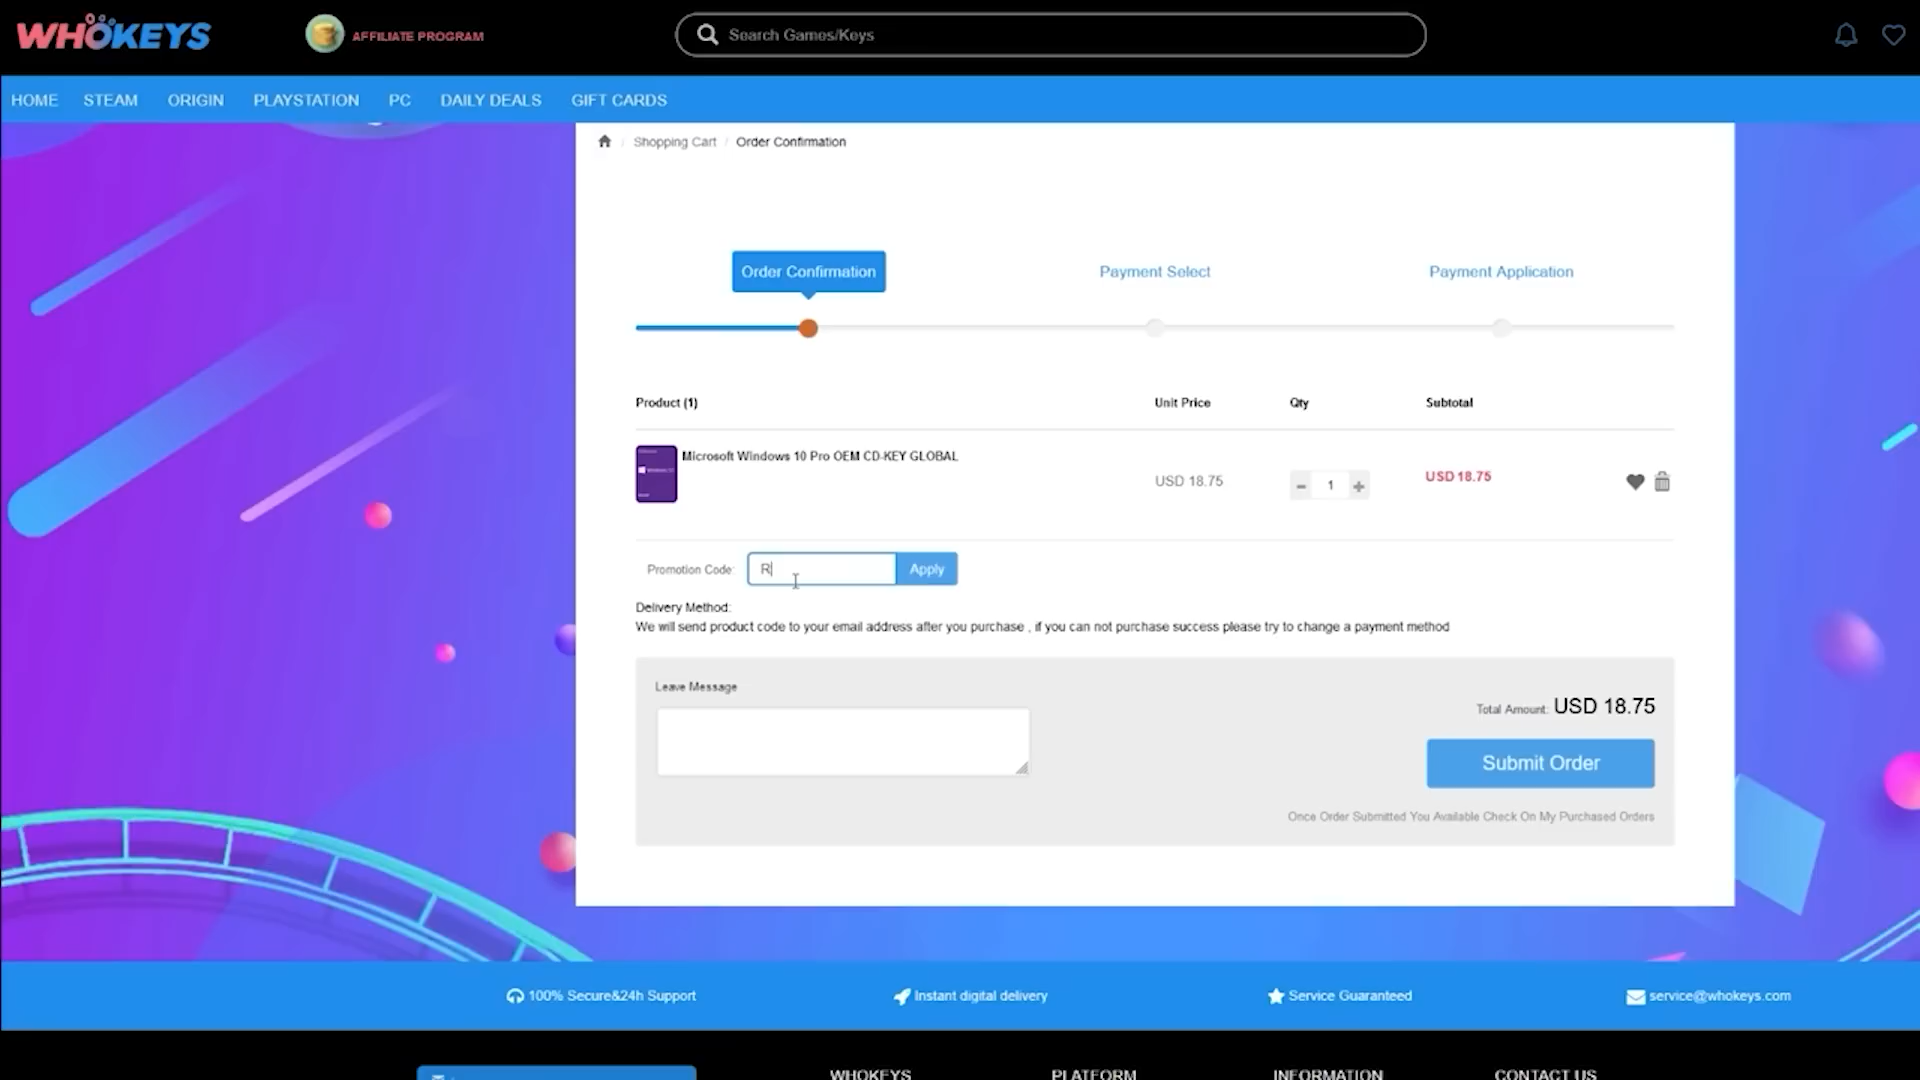 WHOKEYS
AFFILIATE PROGRAM
Search Games/Keys
HOME STEAM ORIGIN PLAYSTATION PC DAILY DEALS GIFT CARDS
/ Shopping Cart / Order Confirmation
Order Confirmation Payment Select Payment Application
Product (1) Unit Price Qty Subtotal
Microsoft Windows 10 Pro OEM CD-KEY GLOBAL
USD 18.75 - 1 + USD 18.75
Promotion Code: R Apply
Delivery Method:
We will send product code to your email address after you purchase , if you can not purchase success please try to change a payment method
Leave Message
Total Amount: USD 18.75
Submit Order
Once Order Submitted You Available Check On My Purchased Orders
100% Secure&24h Support Instant digital delivery Service Guaranteed service@whokeys.com
WHOKEYS PLATFORM INFORMATION CONTACT US